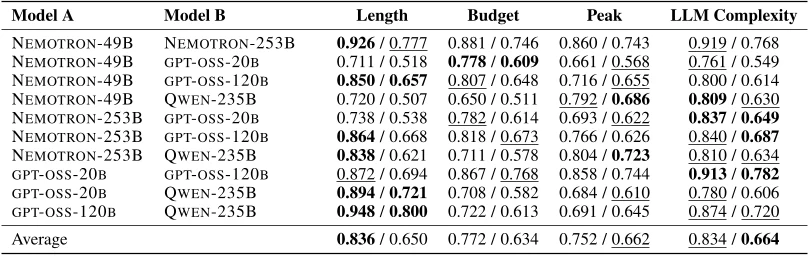 Model A Model B Length Budget Peak LLM Complexity
NEMOTRON-49B NEMOTRON-253B 0.926 / 0.777 0.881 / 0.746 0.860 / 0.743 0.919 / 0.768
NEMOTRON-49B GPT-OSS-20B 0.711 / 0.518 0.778 / 0.609 0.661 / 0.568 0.761 / 0.549
NEMOTRON-49B GPT-OSS-120B 0.850 / 0.657 0.807 / 0.648 0.716 / 0.655 0.800 / 0.614
NEMOTRON-49B QWEN-235B 0.720 / 0.507 0.650 / 0.511 0.792 / 0.686 0.809 / 0.630
NEMOTRON-253B GPT-OSS-20B 0.738 / 0.538 0.782 / 0.614 0.693 / 0.622 0.837 / 0.649
NEMOTRON-253B GPT-OSS-120B 0.864 / 0.668 0.818 / 0.673 0.766 / 0.626 0.840 / 0.687
NEMOTRON-253B QWEN-235B 0.838 / 0.621 0.711 / 0.578 0.804 / 0.723 0.810 / 0.634
GPT-OSS-20B GPT-OSS-120B 0.872 / 0.694 0.867 / 0.768 0.858 / 0.744 0.913 / 0.782
GPT-OSS-20B QWEN-235B 0.894 / 0.721 0.708 / 0.582 0.684 / 0.610 0.780 / 0.606
GPT-OSS-120B QWEN-235B 0.948 / 0.800 0.722 / 0.613 0.691 / 0.645 0.874 / 0.720
Average 0.836 / 0.650 0.772 / 0.634 0.752 / 0.662 0.834 / 0.664